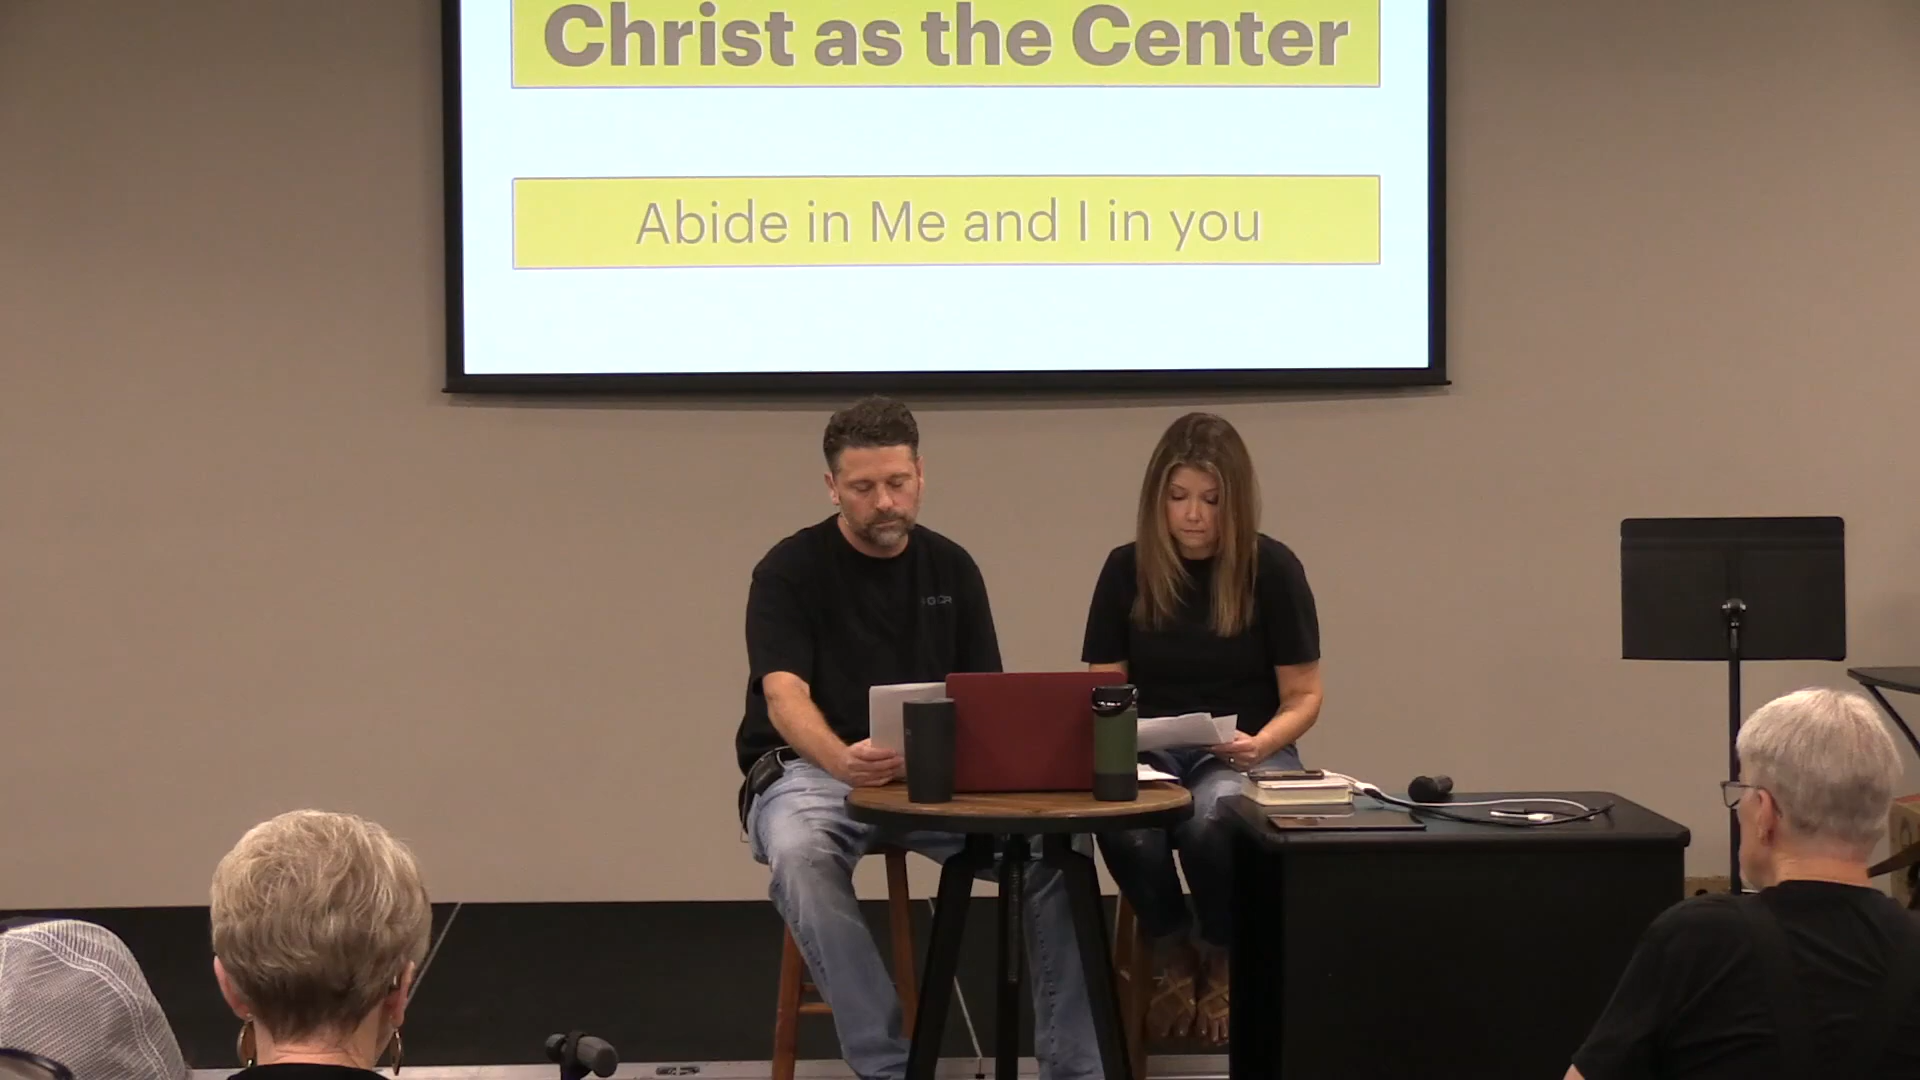 Christ as the Center
Abide in Me and I in you